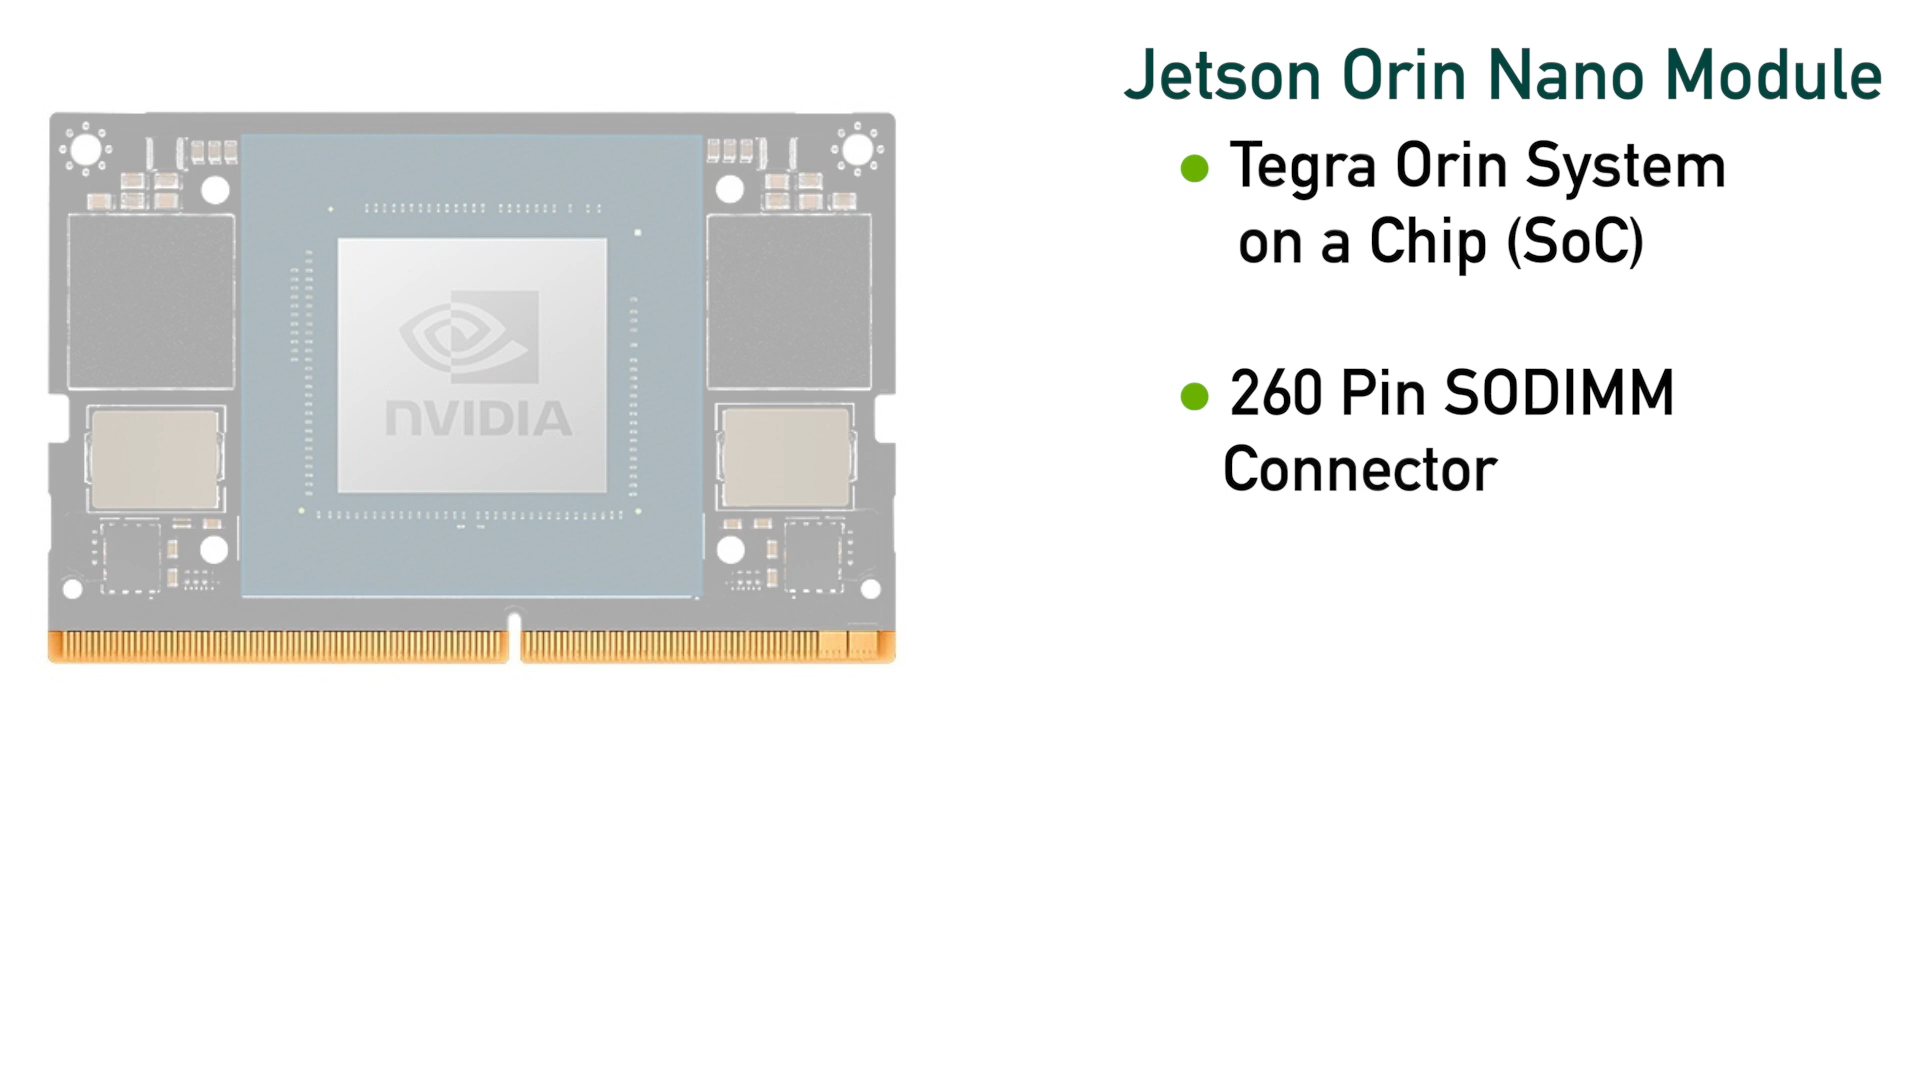 Jetson Orin Nano Module
Tegra Orin System
on a Chip (SoC)
260 Pin SODIMM
Connector
NVIDIA